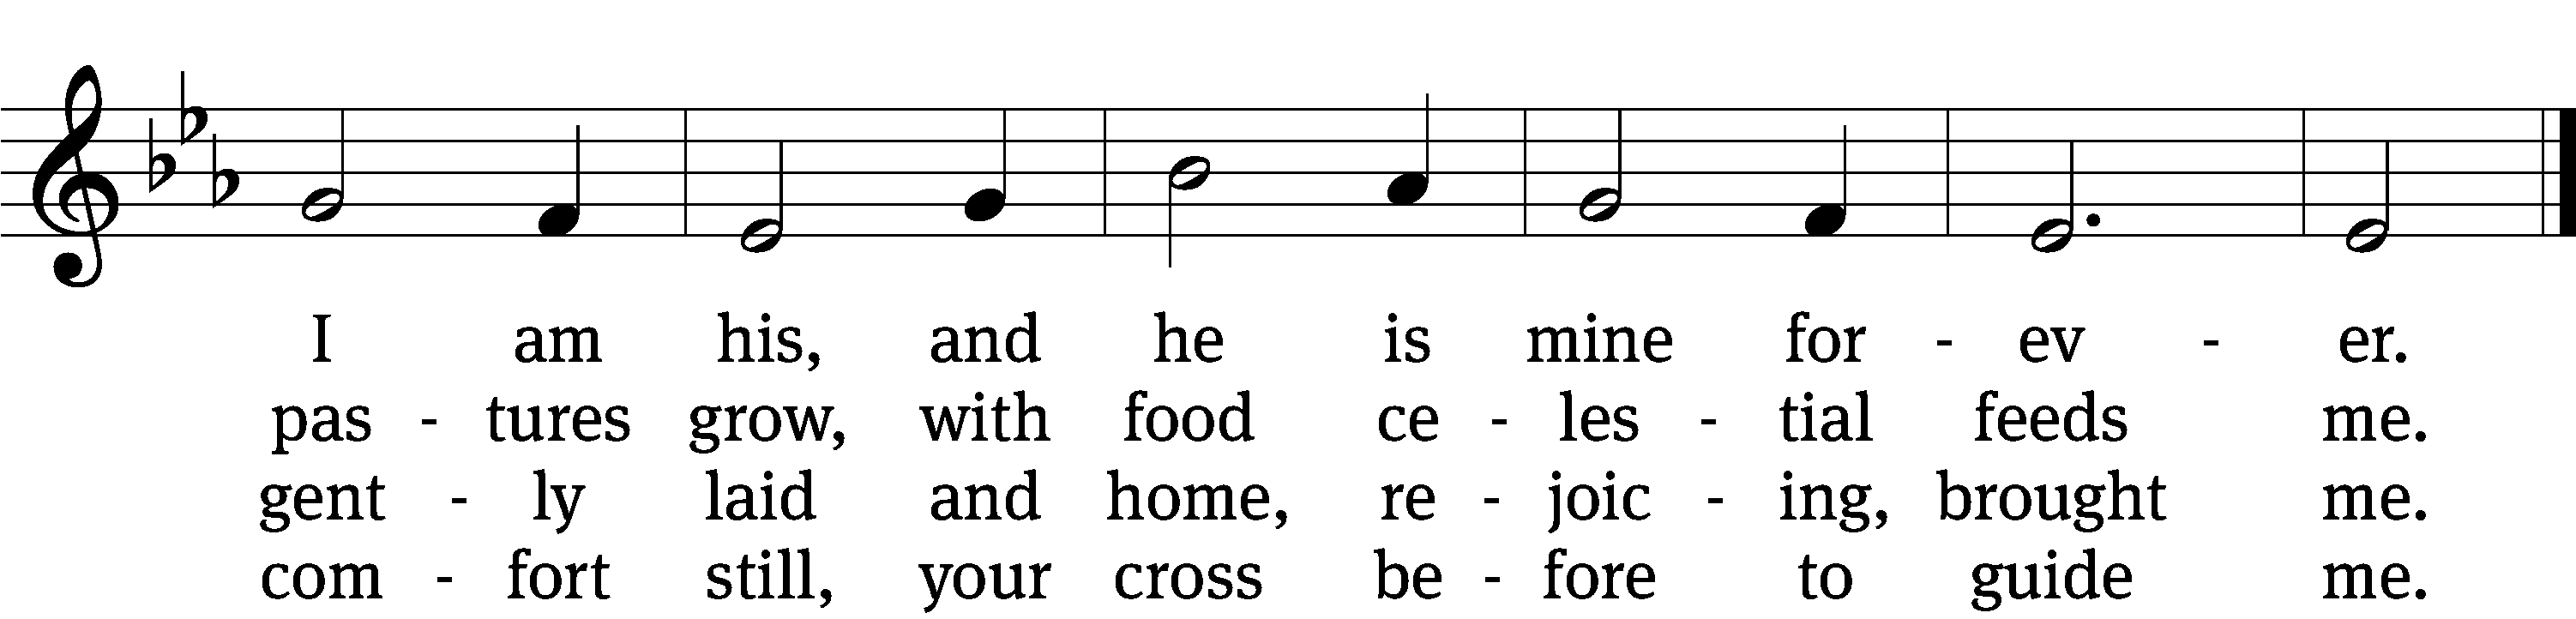 I am his, and he is mine for - ev - er.
pas - tures grow, with food ce - les - tial feeds me.
gent - ly laid and home, re - joic - ing, brought me.
com - fort still, your cross be - fore to guide me.